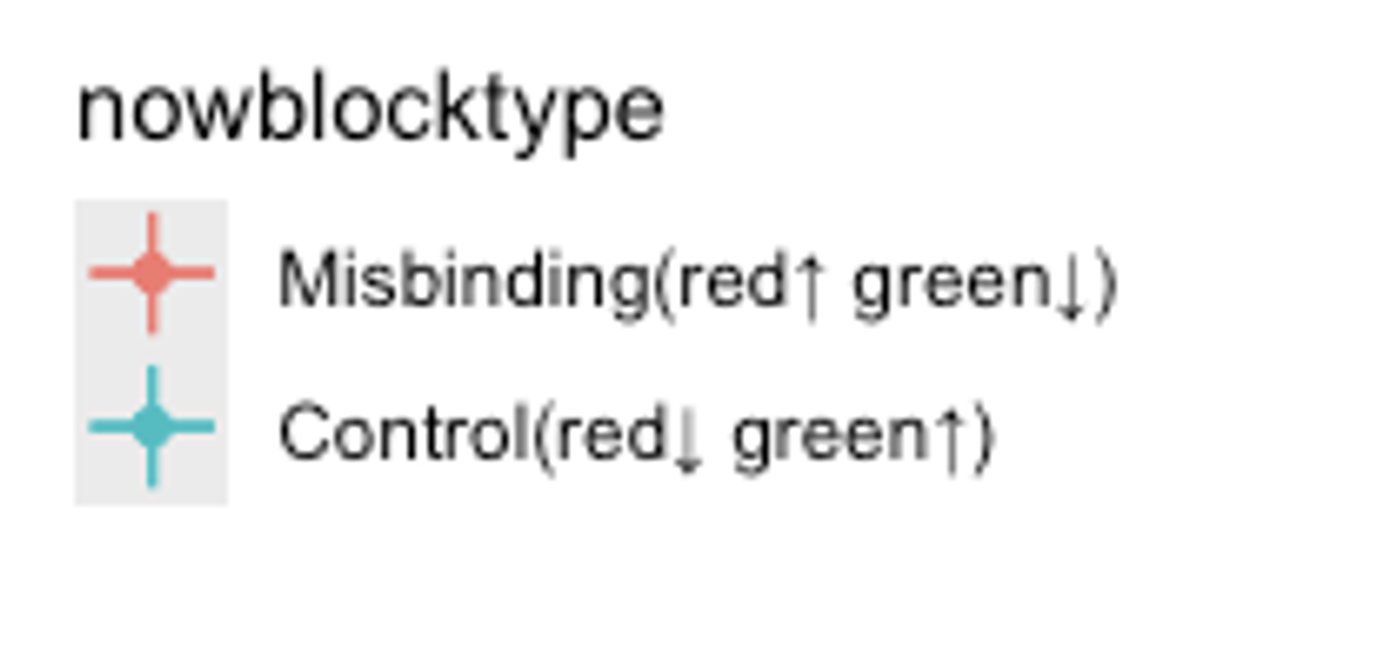 nowblocktype
Misbinding(red↑ green↓)
Control(red↓ green↑)